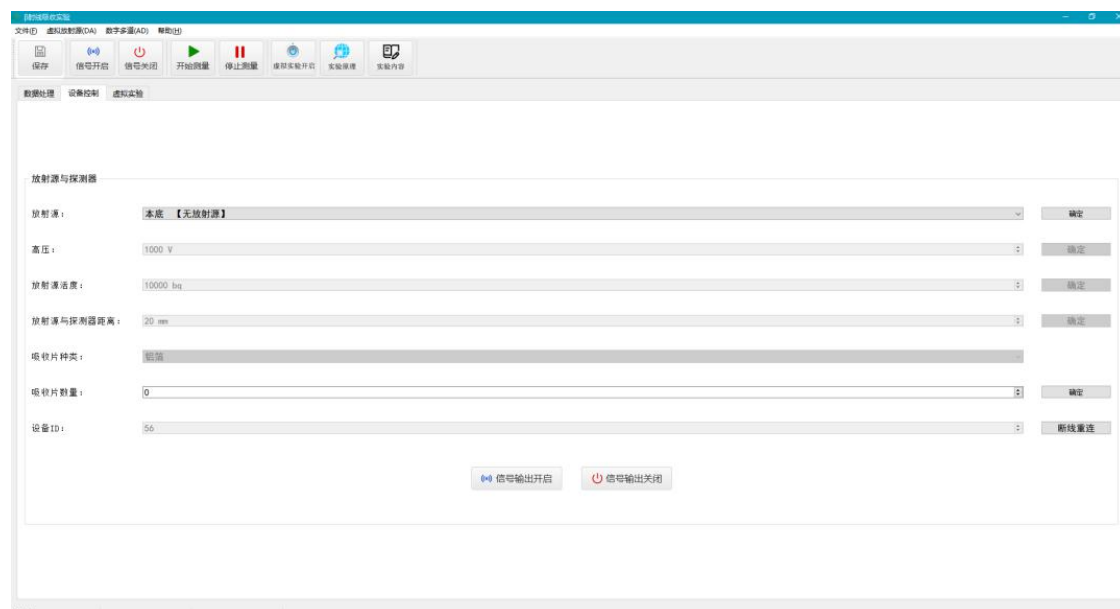 β射线吸收实验
文件(F) 虚拟放射源(DA) 数字多道(AD) 帮助(H)
保存 信号开启 信号关闭 开始测量 停止测量 虚拟实验开启 实验原理 实验内容
数据处理 设备控制 虚拟实验
放射源与探测器
放射源： 本底 【无放射源】 确定
高压： 1000 V 确定
放射源活度： 10000 bq 确定
放射源与探测器距离： 20 mm 确定
吸收片种类： 铝箔
吸收片数量： 0 确定
设备ID： 56 断线重连
信号输出开启 信号输出关闭